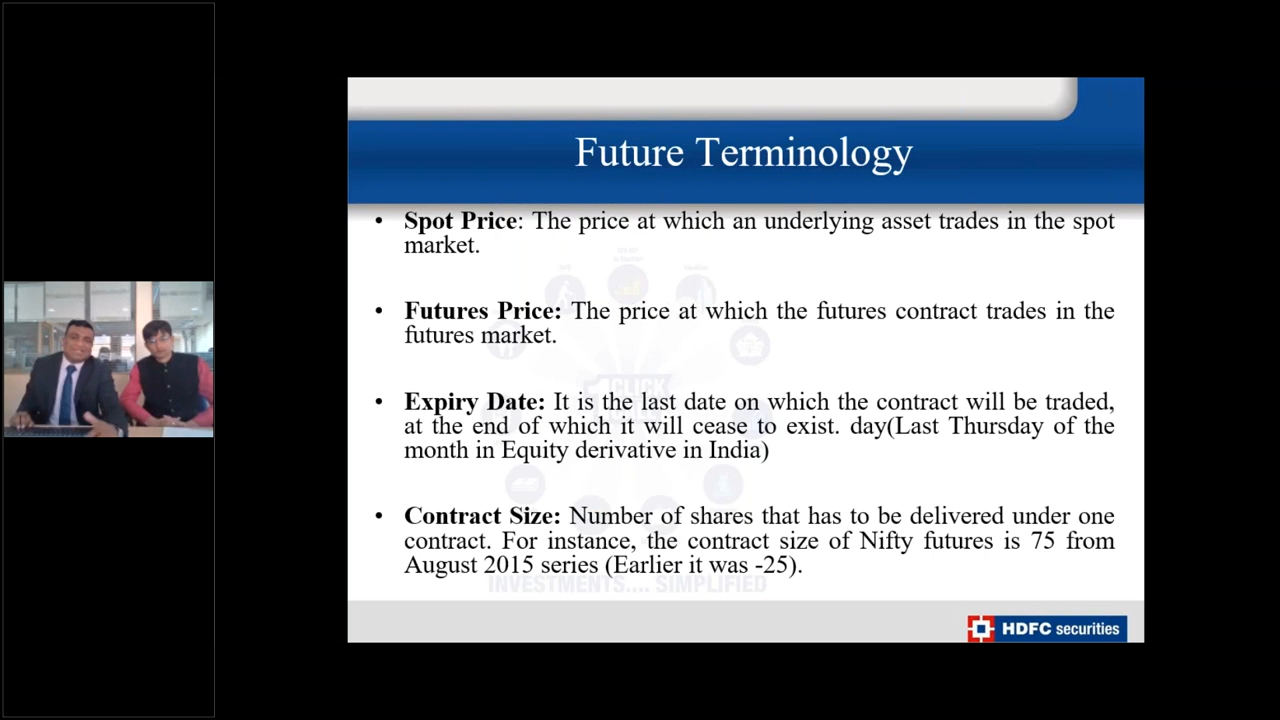 Future Terminology
• Spot Price: The price at which an underlying asset trades in the spot
market.
• Futures Price: The price at which the futures contract trades in the
futures market.
• Expiry Date: It is the last date on which the contract will be traded,
at the end of which it will cease to exist. day(Last Thursday of the
month in Equity derivative in India)
• Contract Size: Number of shares that has to be delivered under one
contract. For instance, the contract size of Nifty futures is 75 from
August 2015 series (Earlier it was -25).
1CLICK
INVESTMENTS.... SIMPLIFIED
HDFC securities